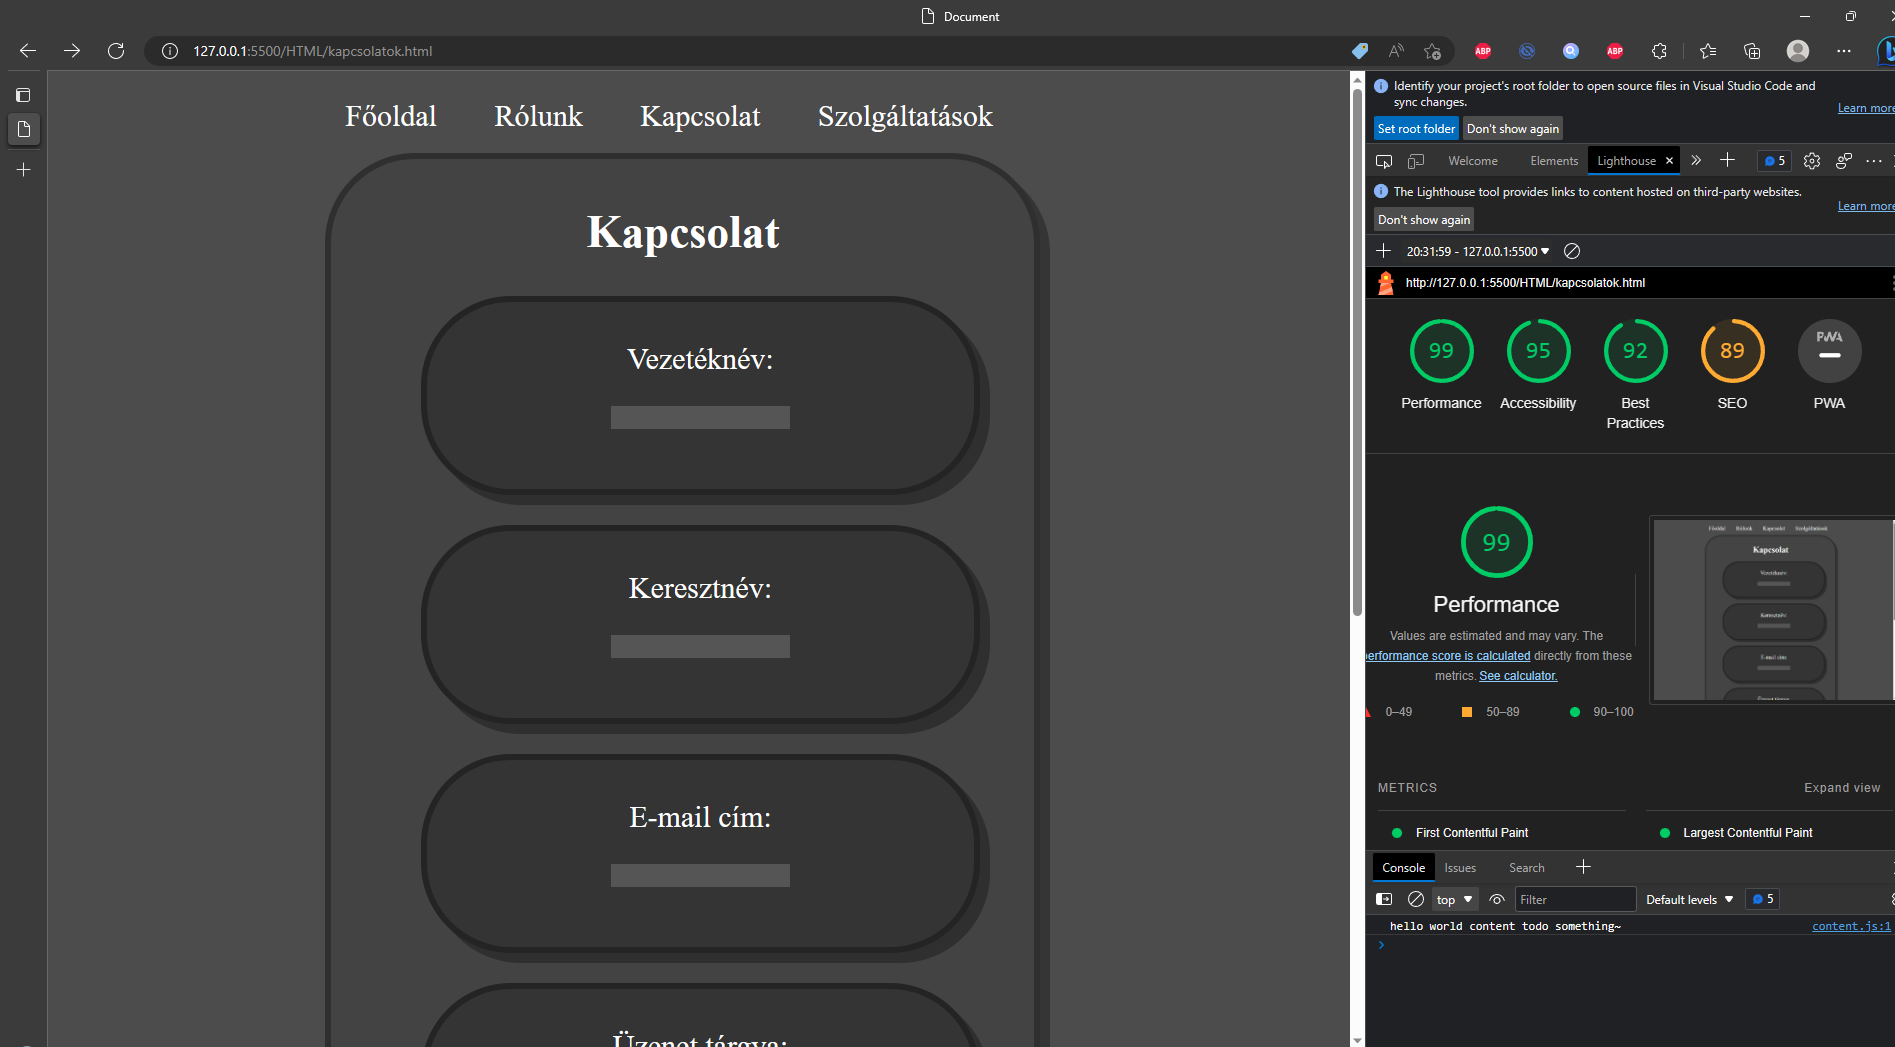 Document
127.0.0.1:5500/HTML/kapcsolatok.html
ABP
ABP
Főoldal Rólunk Kapcsolat Szolgáltatások
Kapcsolat
Vezetéknév:
Keresztnév:
E-mail cím:
Üzenet tárgya:
Identify your project's root folder to open source files in Visual Studio Code and
sync changes.
Learn more
Set root folder Don't show again
Welcome Elements Lighthouse 5
The Lighthouse tool provides links to content hosted on third-party websites.
Learn more
Don't show again
20:31:59 - 127.0.0.1:5500
http://127.0.0.1:5500/HTML/kapcsolatok.html
99 95 92 89 PWA
Performance Accessibility Best Practices SEO PWA
99
Performance
Values are estimated and may vary. The
performance score is calculated directly from these
metrics. See calculator.
0–49 50–89 90–100
Főoldal Rólunk Kapcsolat Szolgáltatások
Kapcsolat
Vezetéknév:
Keresztnév:
E-mail cím:
Üzenet tárgya:
METRICS Expand view
First Contentful Paint Largest Contentful Paint
Console Issues Search
top Filter Default levels 5
hello world content todo something~ content.js:1